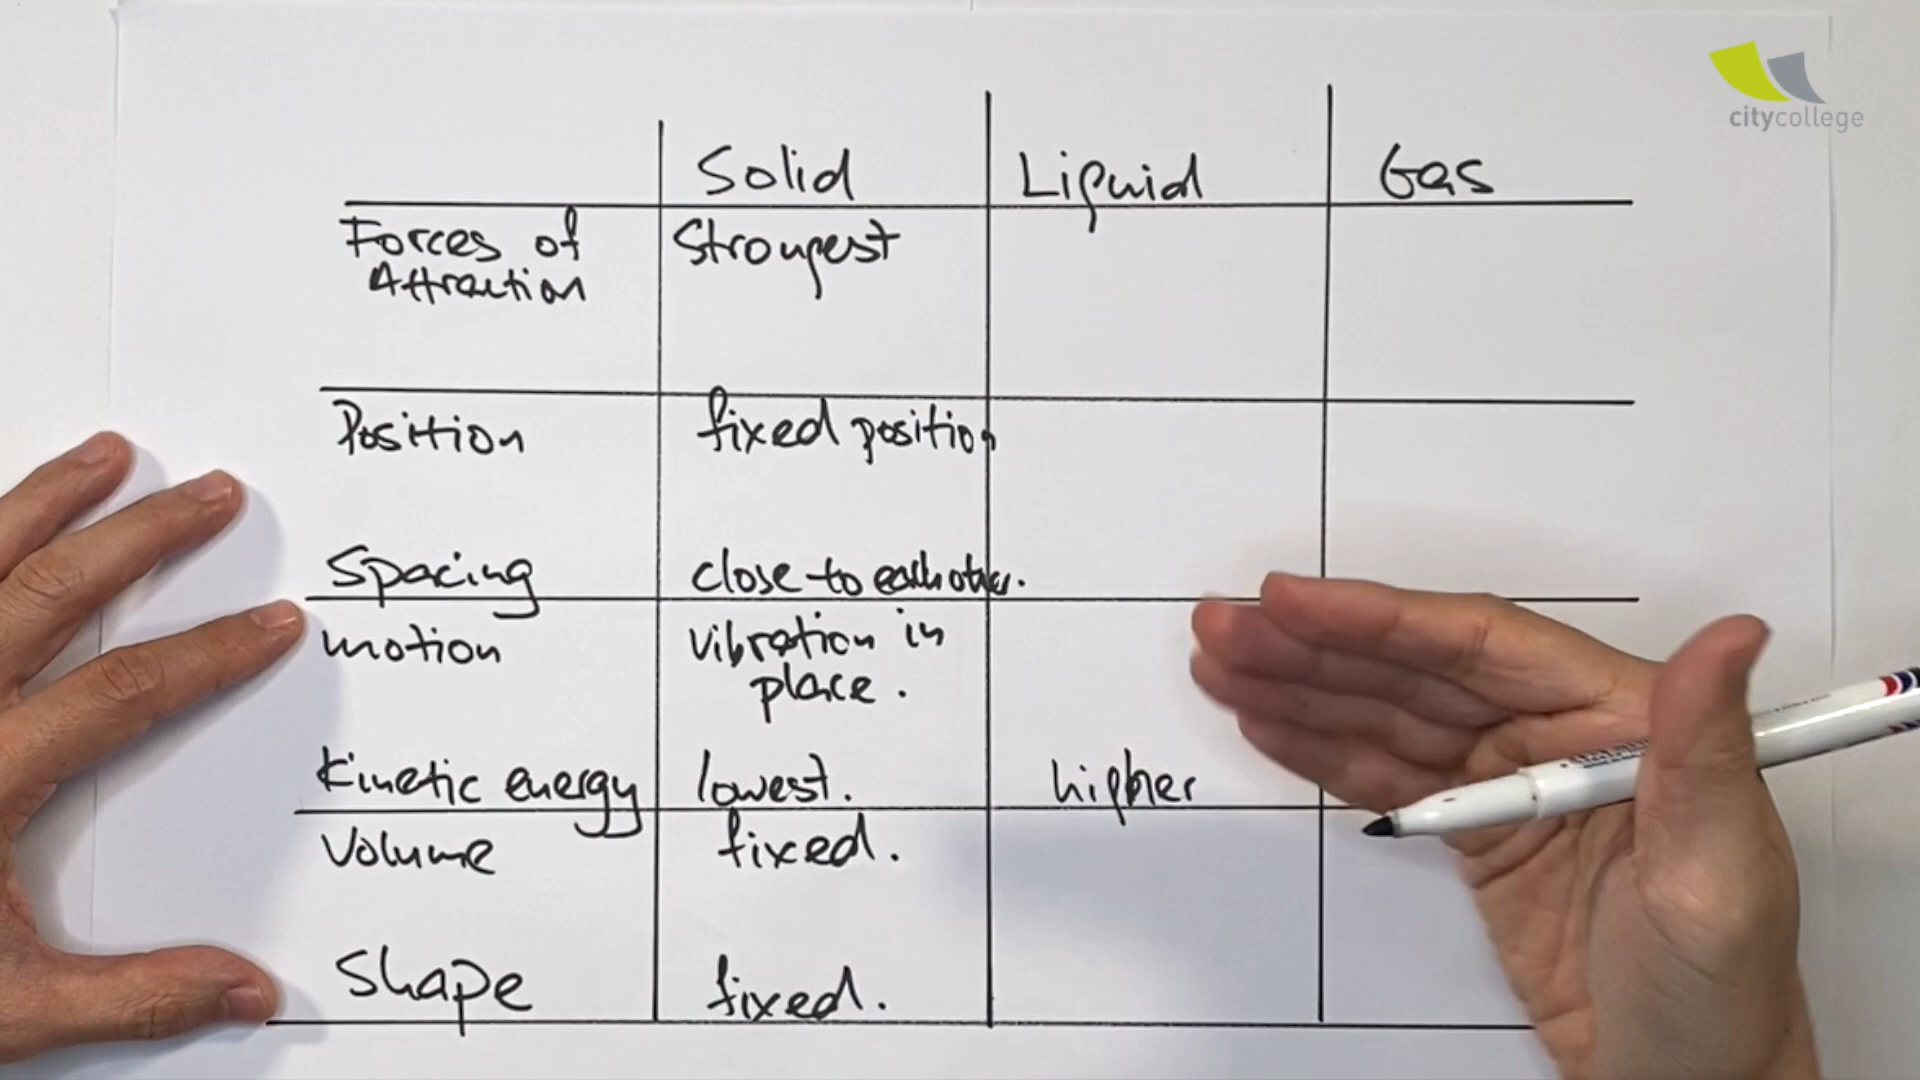 citycollege
Solid Liquid Gas
Forces of Strongest
Attraction
Position fixed position
Spacing close to each other.
motion vibration in
place.
Kinetic energy lowest. higher
Volume fixed.
Shape fixed.